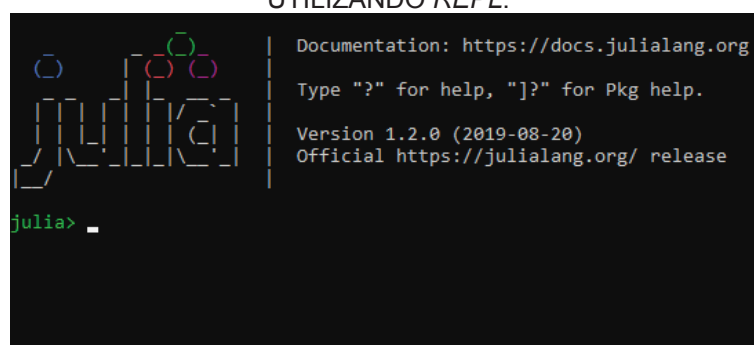 UTILIZANDO REPL.
Documentation: https://docs.julialang.org
Type "?" for help, "]?" for Pkg help.
Version 1.2.0 (2019-08-20)
Official https://julialang.org/ release
julia
julia>